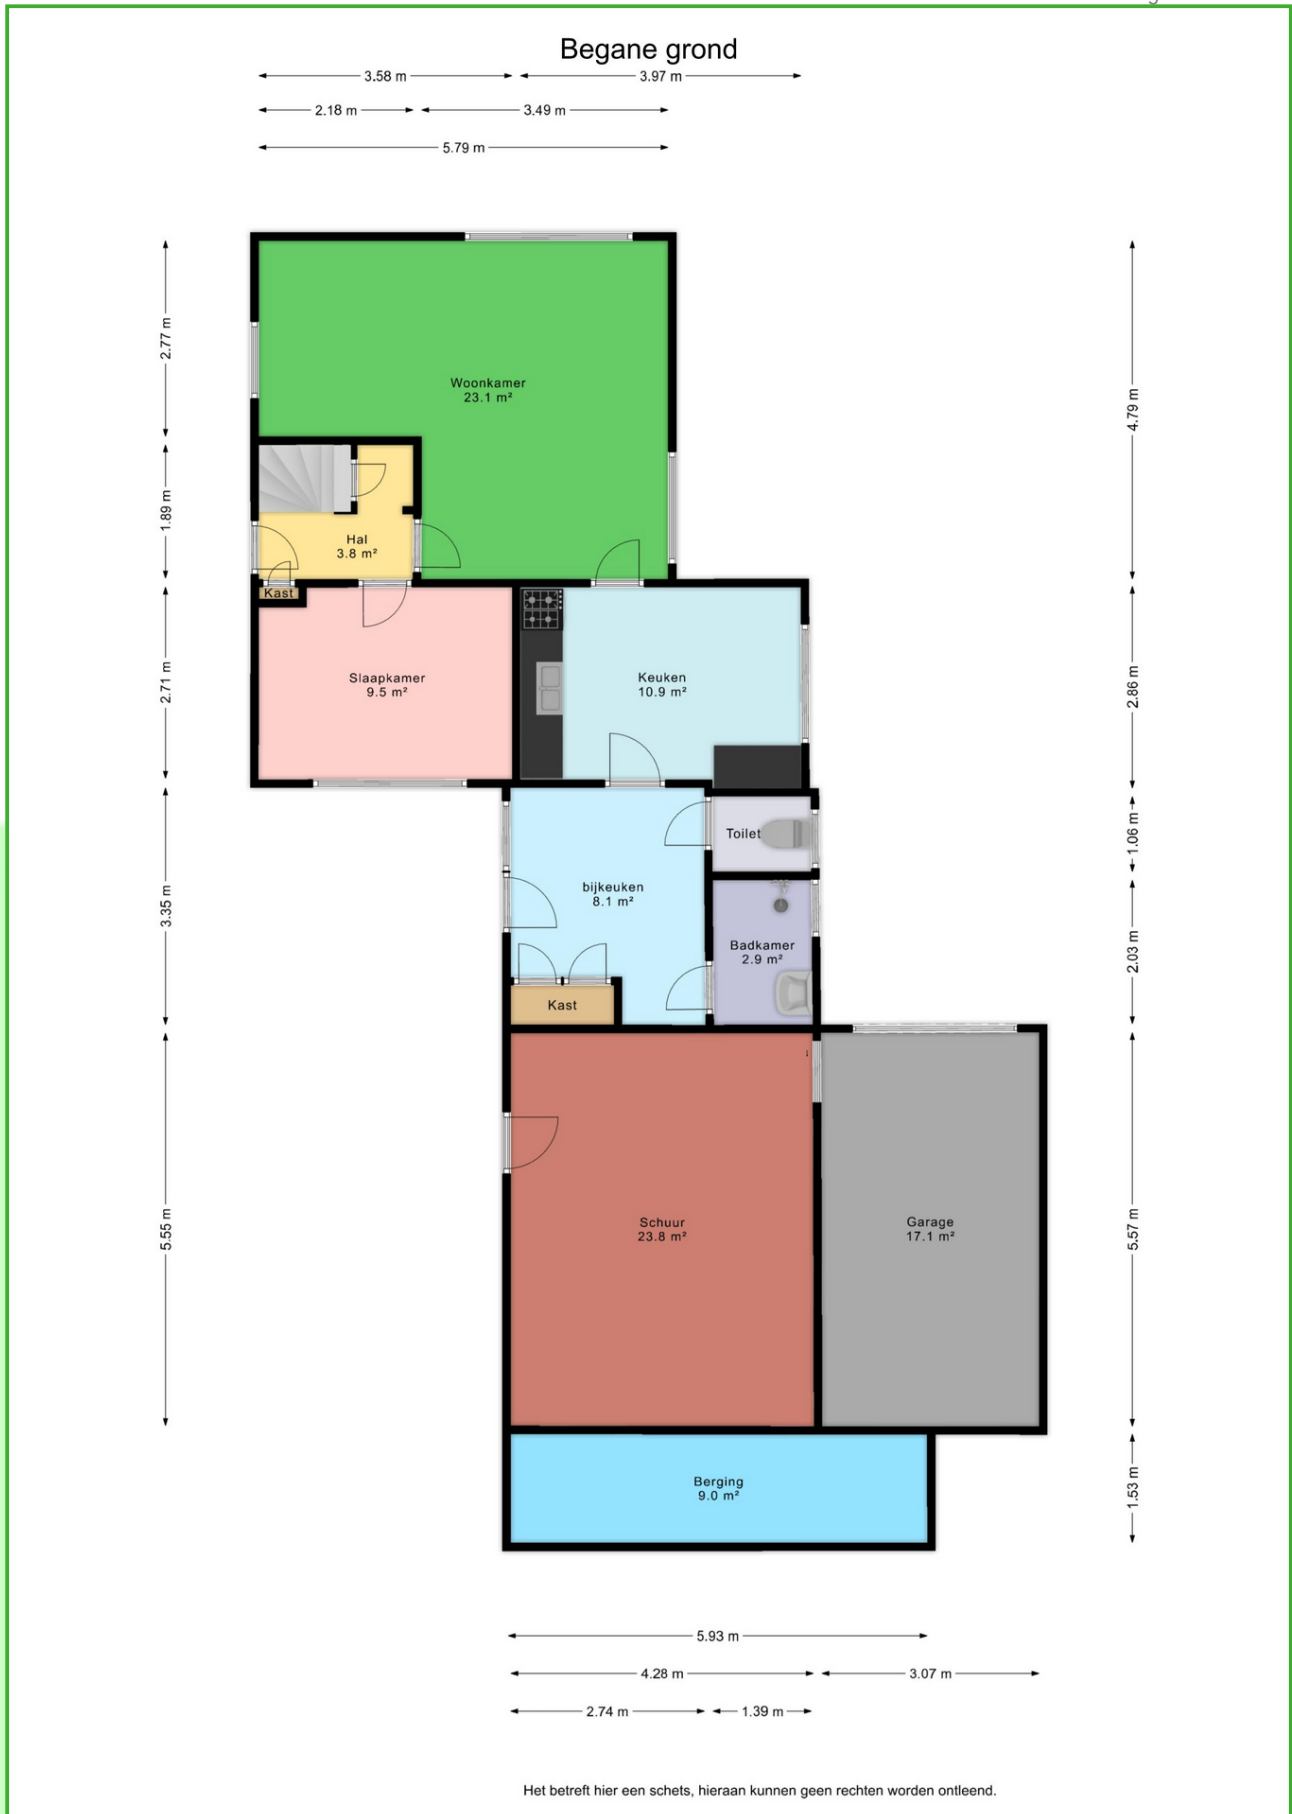 Begane grond
3.58 m
3.97 m
2.18 m
3.49 m
5.79 m
2.77 m
4.79 m
Woonkamer
23.1 m²
1.89 m
Hal
3.8 m²
Kast
2.71 m
Slaapkamer
9.5 m²
Keuken
10.9 m²
2.86 m
Toilet
1.06 m
3.35 m
bijkeuken
8.1 m²
Badkamer
2.9 m²
2.03 m
Kast
5.55 m
Schuur
23.8 m²
Garage
17.1 m²
5.57 m
Berging
9.0 m²
1.53 m
5.93 m
4.28 m
3.07 m
2.74 m
1.39 m
Het betreft hier een schets, hieraan kunnen geen rechten worden ontleend.